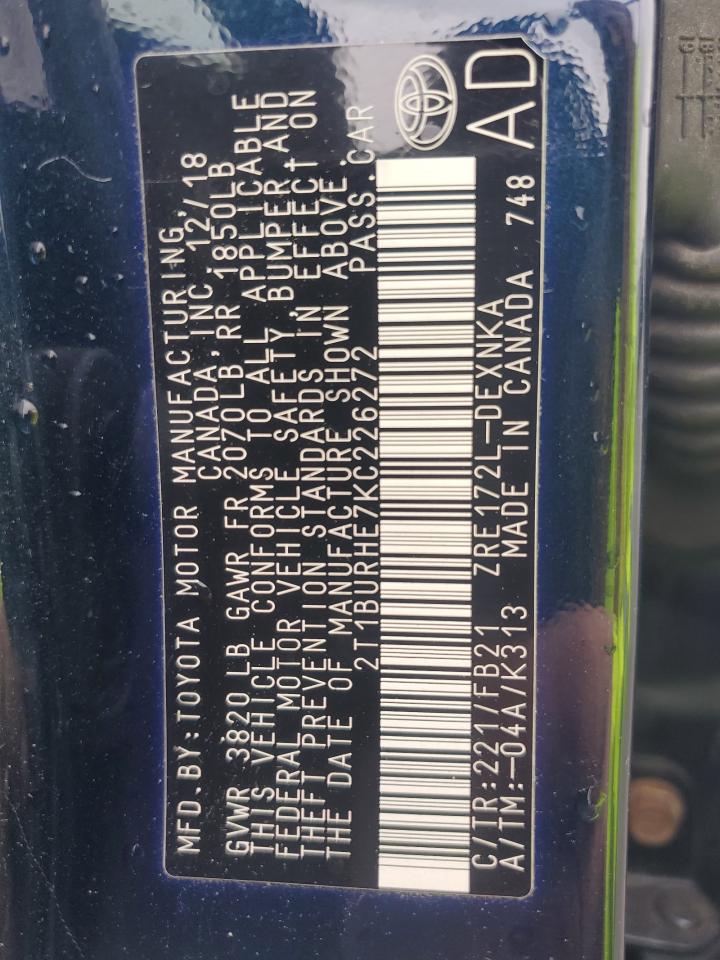 MFD.BY:TOYOTA MOTOR MANUFACTURING,
CANADA, INC. 12/18
GVWR 3820 LB GAWR FR 2070LB RR 1850LB
THIS VEHICLE CONFORMS TO ALL APPLICABLE
FEDERAL MOTOR VEHICLE SAFETY, BUMPER, AND
THEFT PREVENTION STANDARDS IN EFFECT ON
THE DATE OF MANUFACTURE SHOWN ABOVE.
2T1BURHE7KC226272 PASS.CAR
C/TR:221/FB21 ZRE172L-DEXNKA
A/TM:-04A/K313 MADE IN CANADA 748
AD